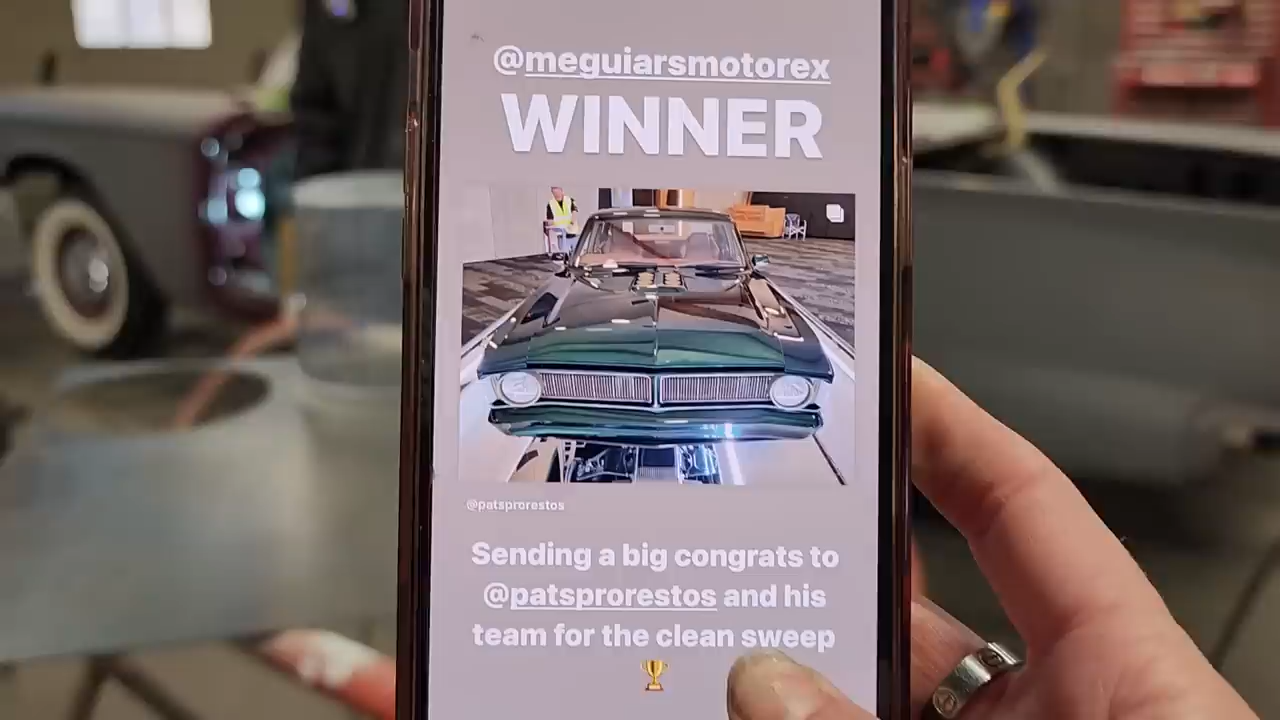 @meguiarsmotorex
WINNER
@patsprorestos
Sending a big congrats to
@patsprorestos and his
team for the clean sweep
🏆